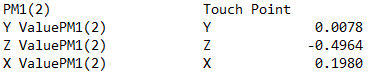 PM1(2) Touch Point
Y ValuePM1(2) Y 0.0078
Z ValuePM1(2) Z -0.4964
X ValuePM1(2) X 0.1980